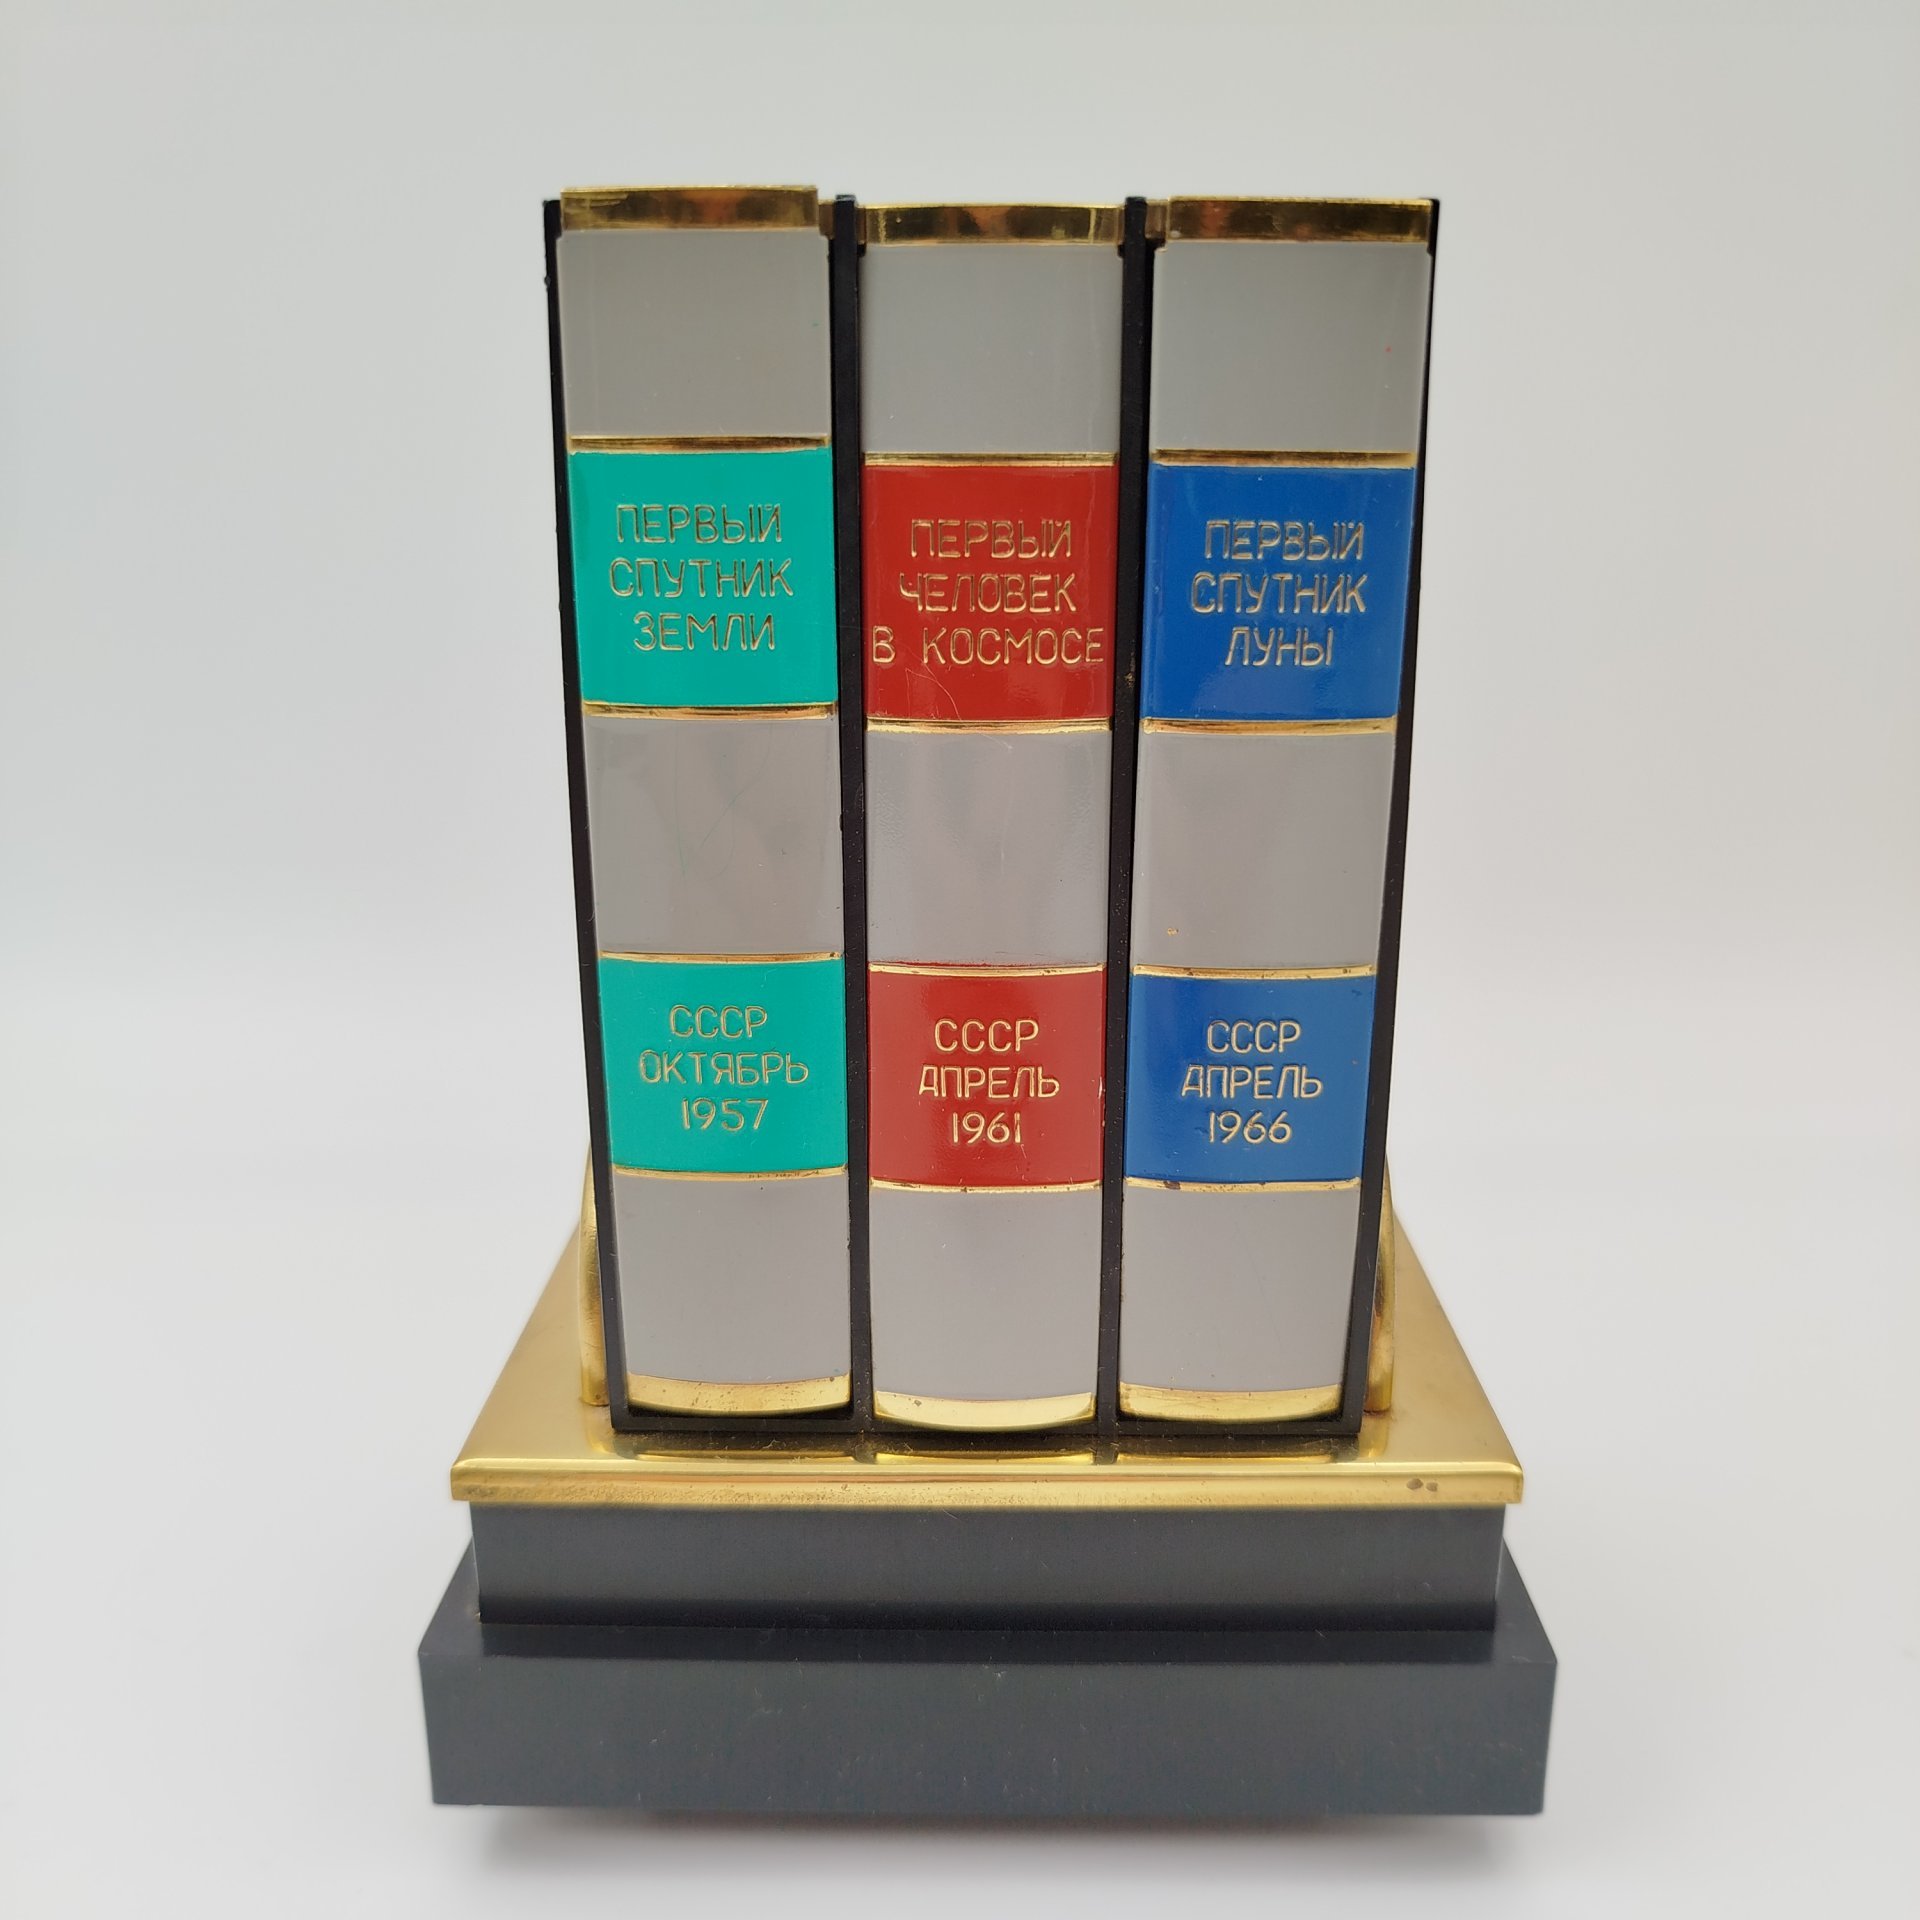 ПЕРВЫЙ
СПУТНИК
ЗЕМЛИ
СССР
ОКТЯБРЬ
1957
ПЕРВЫЙ
ЧЕЛОВЕК
В КОСМОСЕ
СССР
АПРЕЛЬ
1961
ПЕРВЫЙ
СПУТНИК
ЛУНЫ
СССР
АПРЕЛЬ
1966